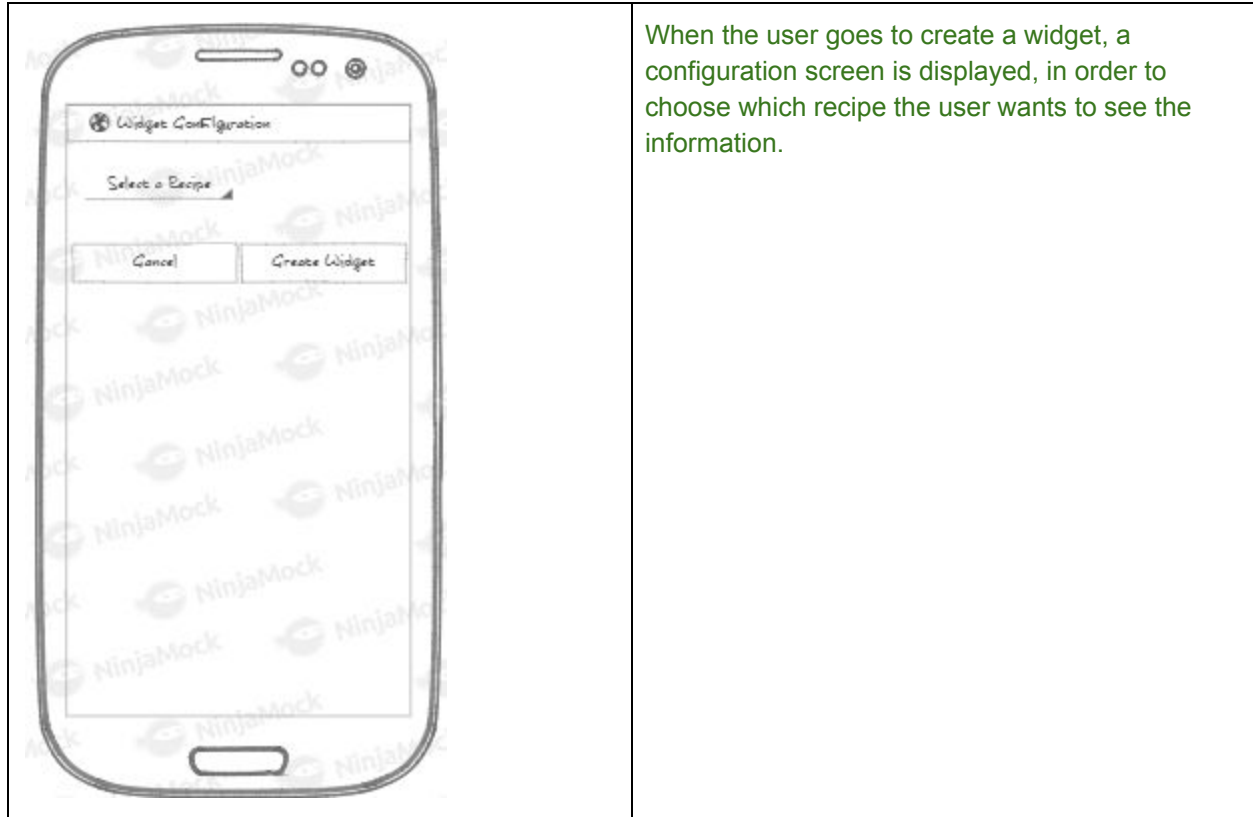 When the user goes to create a widget, a
configuration screen is displayed, in order to
choose which recipe the user wants to see the
information.
Widget Configuration
Select a Recipe
Cancel
Create Widget
NinjaMock